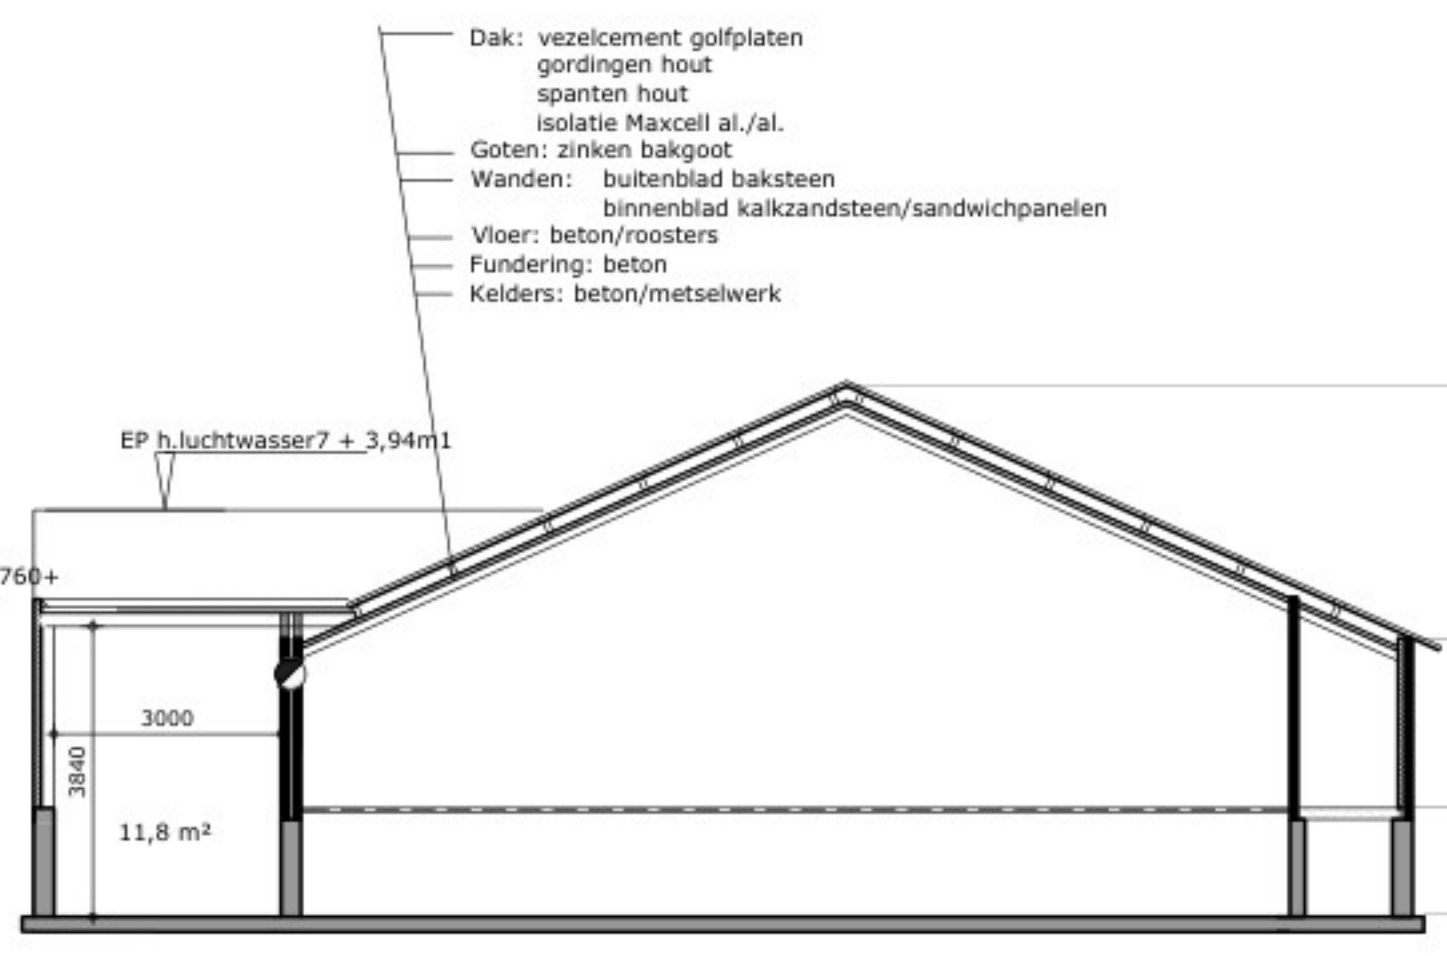 Dak: vezelcement golfplaten
gordingen hout
spanten hout
isolatie Maxcell al./al.
Goten: zinken bakgoot
Wanden: buitenblad baksteen
binnenblad kalkzandsteen/sandwichpanelen
Vloer: beton/roosters
Fundering: beton
Kelders: beton/metselwerk
EP h.luchtwasser7 + 3,94m1
760+
3000
3840
11,8 m²